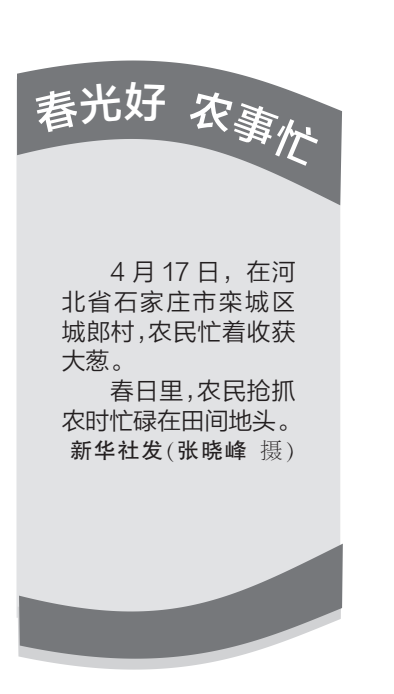 春光好 农事忙
4月17日，在河
北省石家庄市栾城区
城郎村，农民忙着收获
大葱。
春日里，农民抢抓
农时忙碌在田间地头。
新华社发（张晓峰 摄）